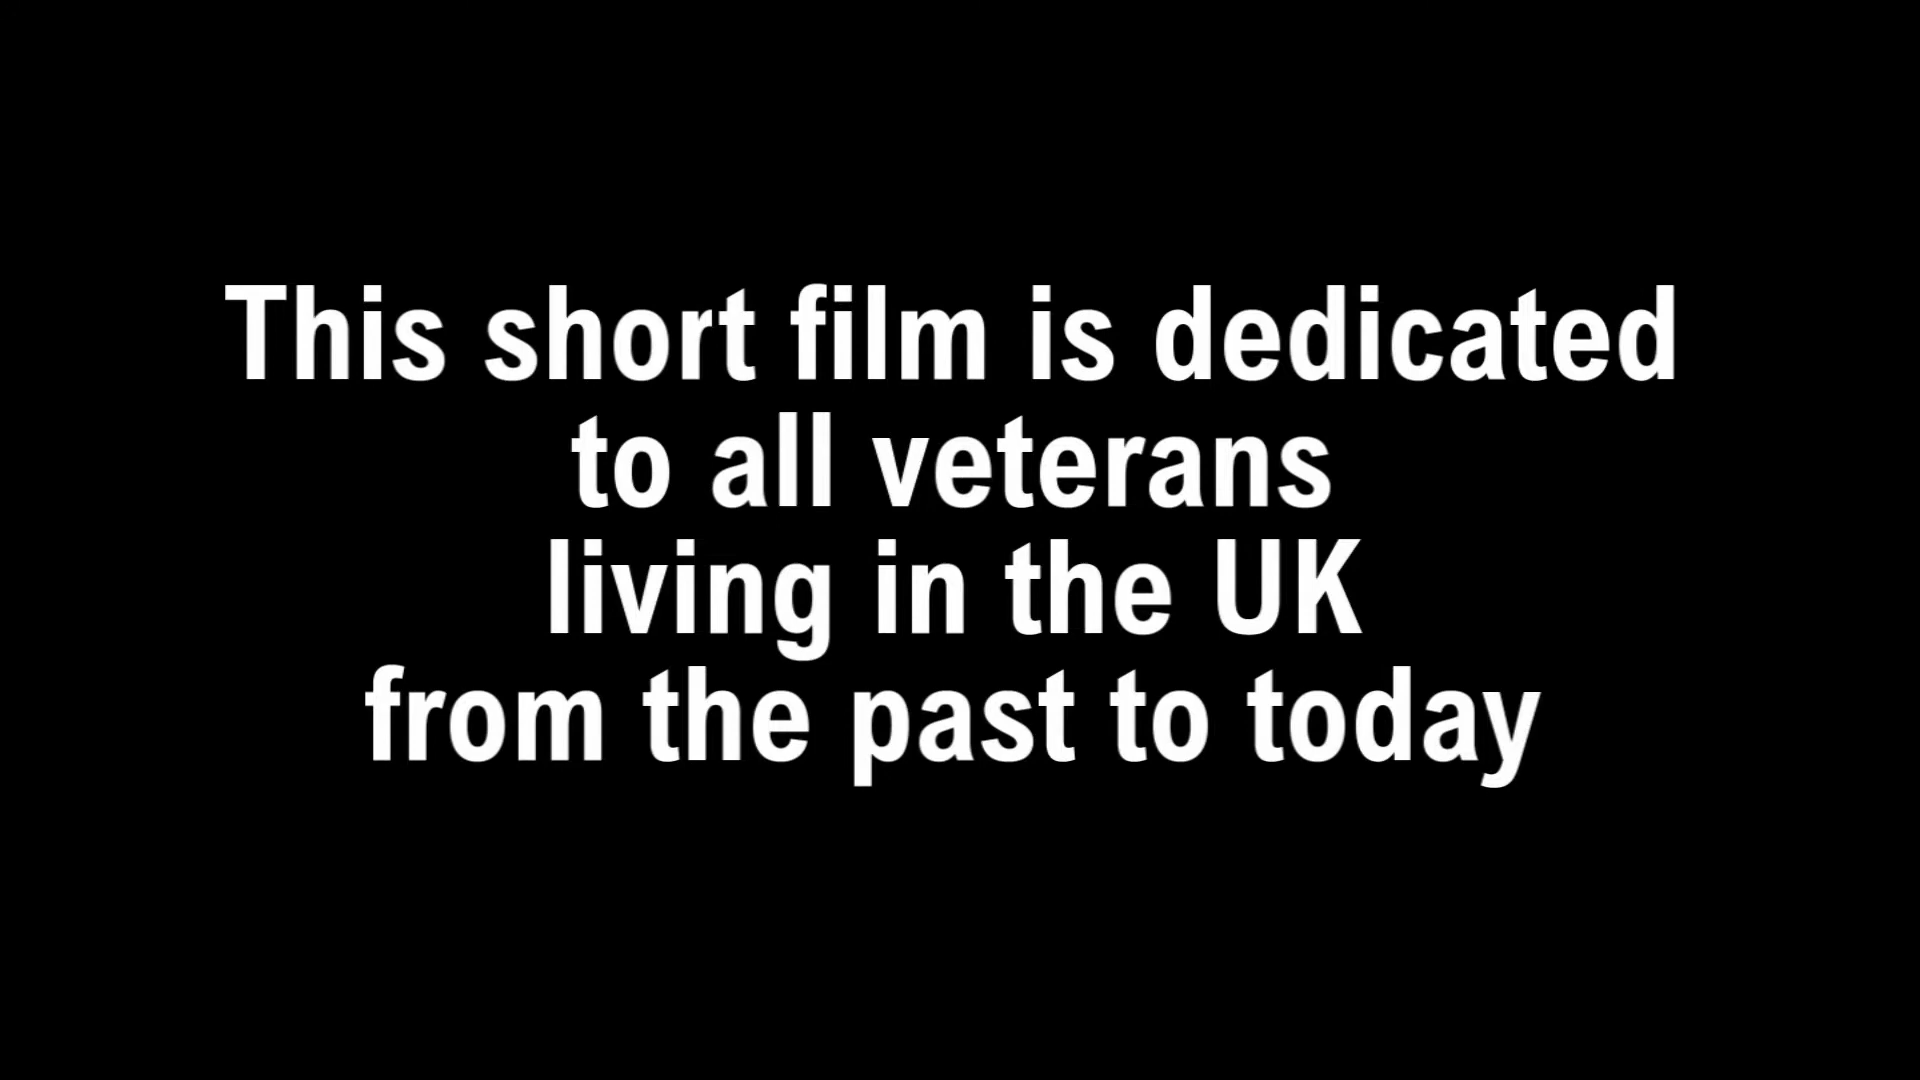 This short film is dedicated
to all veterans
living in the UK
from the past to today